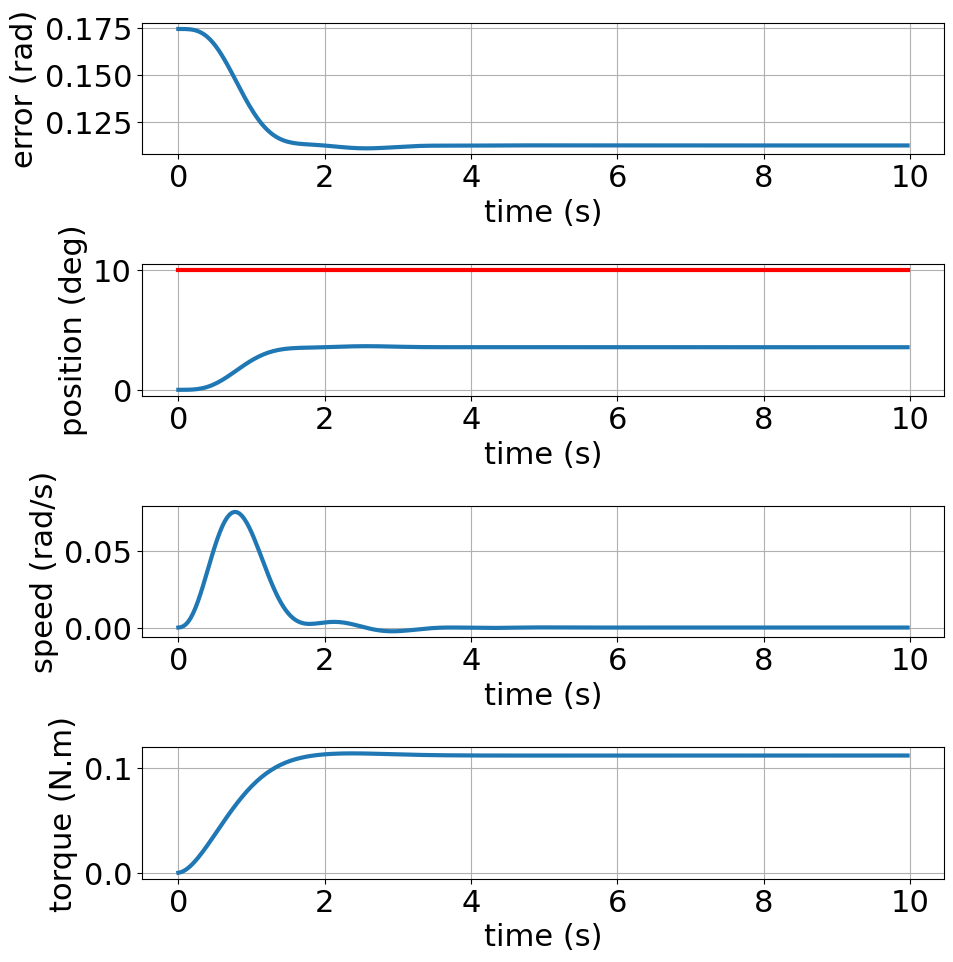 error (rad)
0.175
0.150
0.125
0 2 4 6 8 10
time (s)
position (deg)
10
0
0 2 4 6 8 10
time (s)
speed (rad/s)
0.05
0.00
0 2 4 6 8 10
time (s)
torque (N.m)
0.1
0.0
0 2 4 6 8 10
time (s)